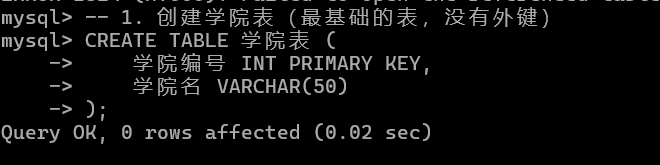 mysql> -- 1. 创建学院表（最基础的表，没有外键）
mysql> CREATE TABLE 学院表 (
    ->     学院编号 INT PRIMARY KEY,
    ->     学院名 VARCHAR(50)
    -> );
Query OK, 0 rows affected (0.02 sec)